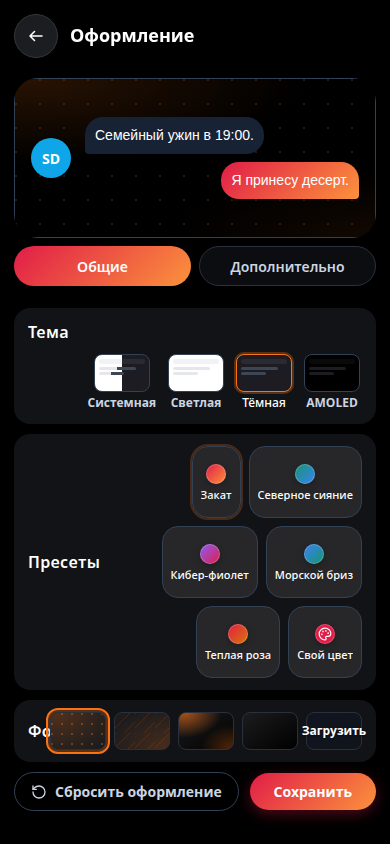 Оформление
Семейный ужин в 19:00.
SD
Я принесу десерт.
Общие
Дополнительно
Тема
Системная
Светлая
Тёмная
AMOLED
Закат
Северное сияние
Пресеты
Кибер-фиолет
Морской бриз
Теплая роза
Свой цвет
Фо
Загрузить
Сбросить оформление
Сохранить